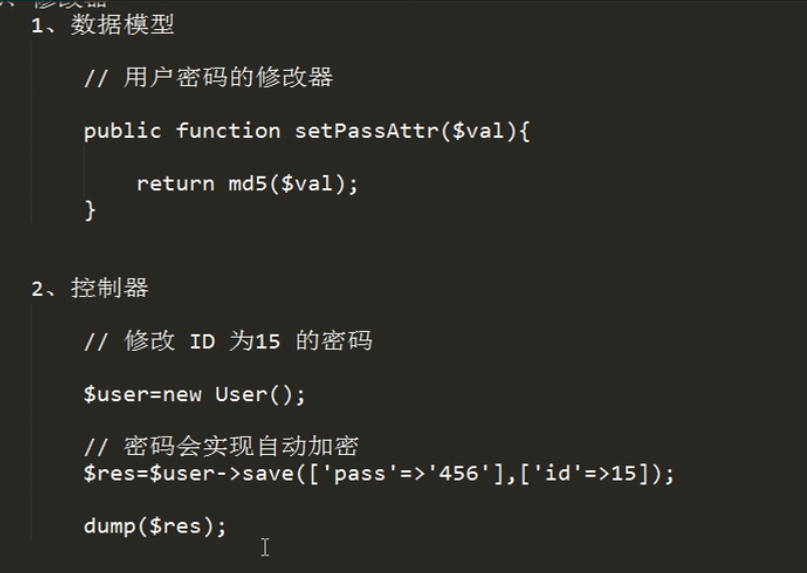 1、数据模型
// 用户密码的修改器
public function setPassAttr($val){
return md5($val);
}
2、控制器
// 修改 ID 为15 的密码
$user=new User();
// 密码会实现自动加密
$res=$user->save(['pass'=>'456'],['id'=>15]);
dump($res);